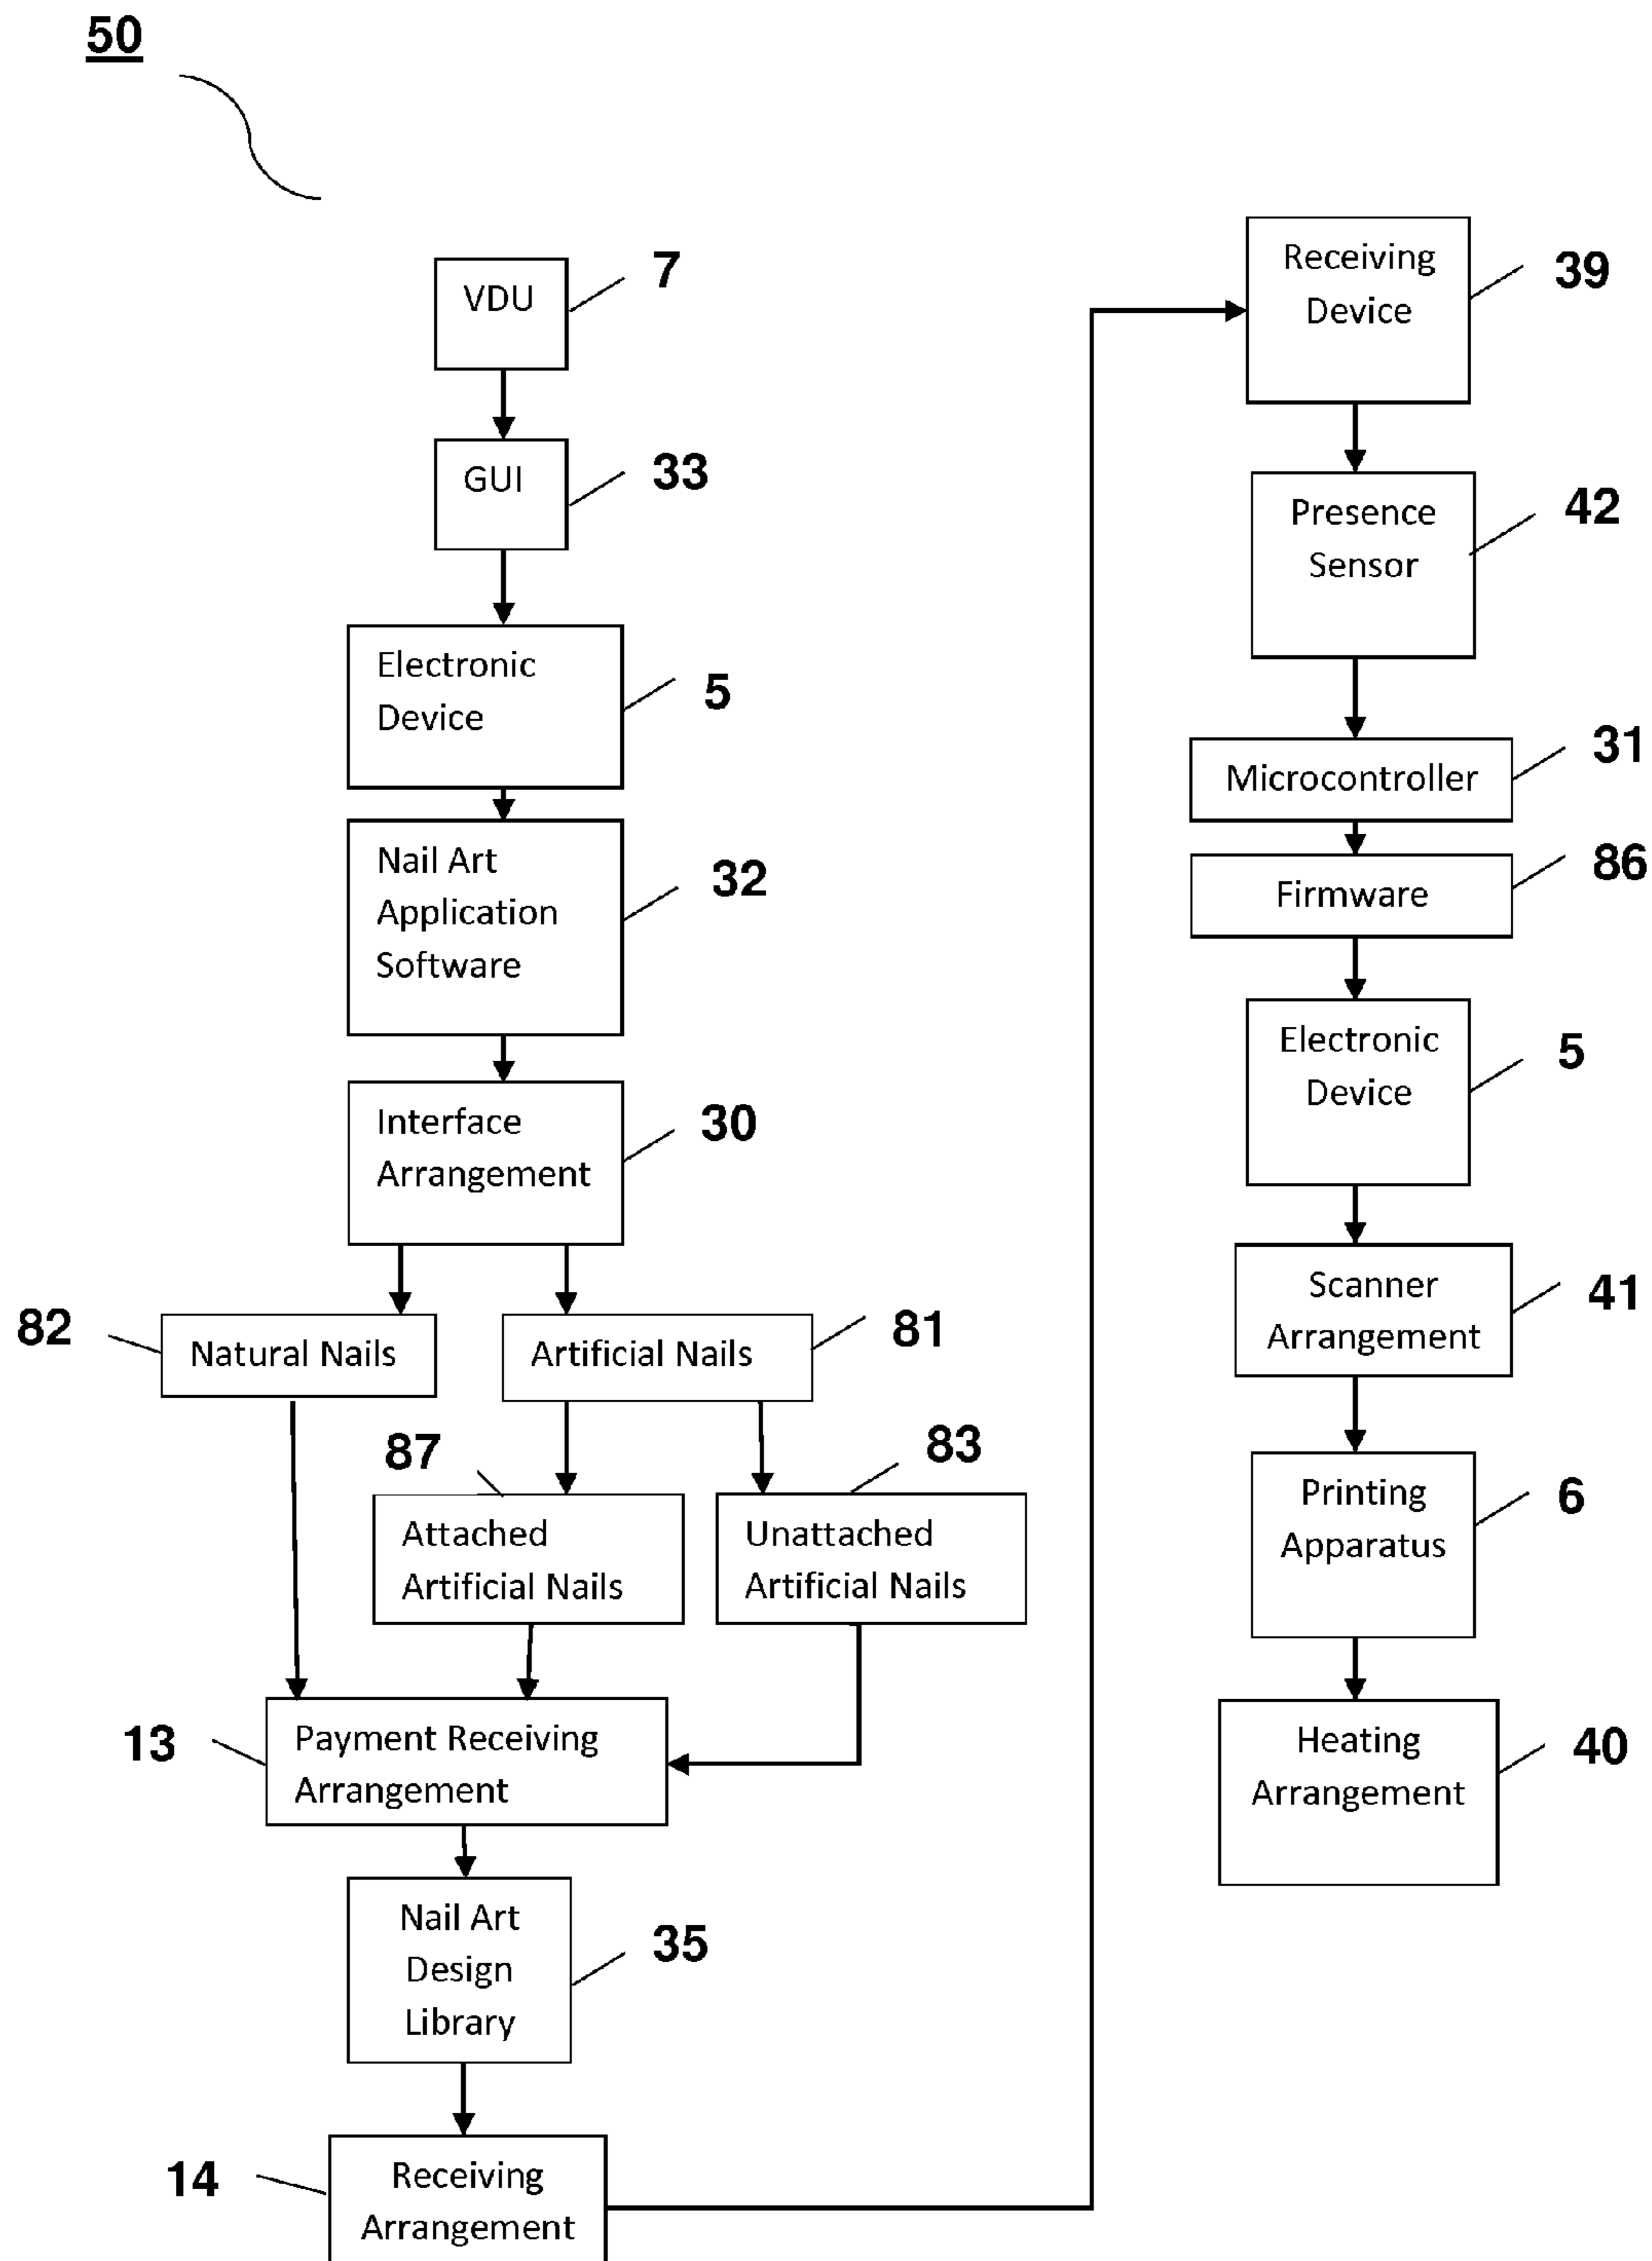 50
VDU
7
GUI
33
Electronic
Device
5
Nail Art
Application
Software
32
Interface
Arrangement
30
82
Natural Nails
Artificial Nails
81
87
83
Attached
Artificial Nails
Unattached
Artificial Nails
13
Payment Receiving
Arrangement
Nail Art
Design
Library
35
14
Receiving
Arrangement
Receiving
Device
39
Presence
Sensor
42
Microcontroller
31
Firmware
86
Electronic
Device
5
Scanner
Arrangement
41
Printing
Apparatus
6
Heating
Arrangement
40